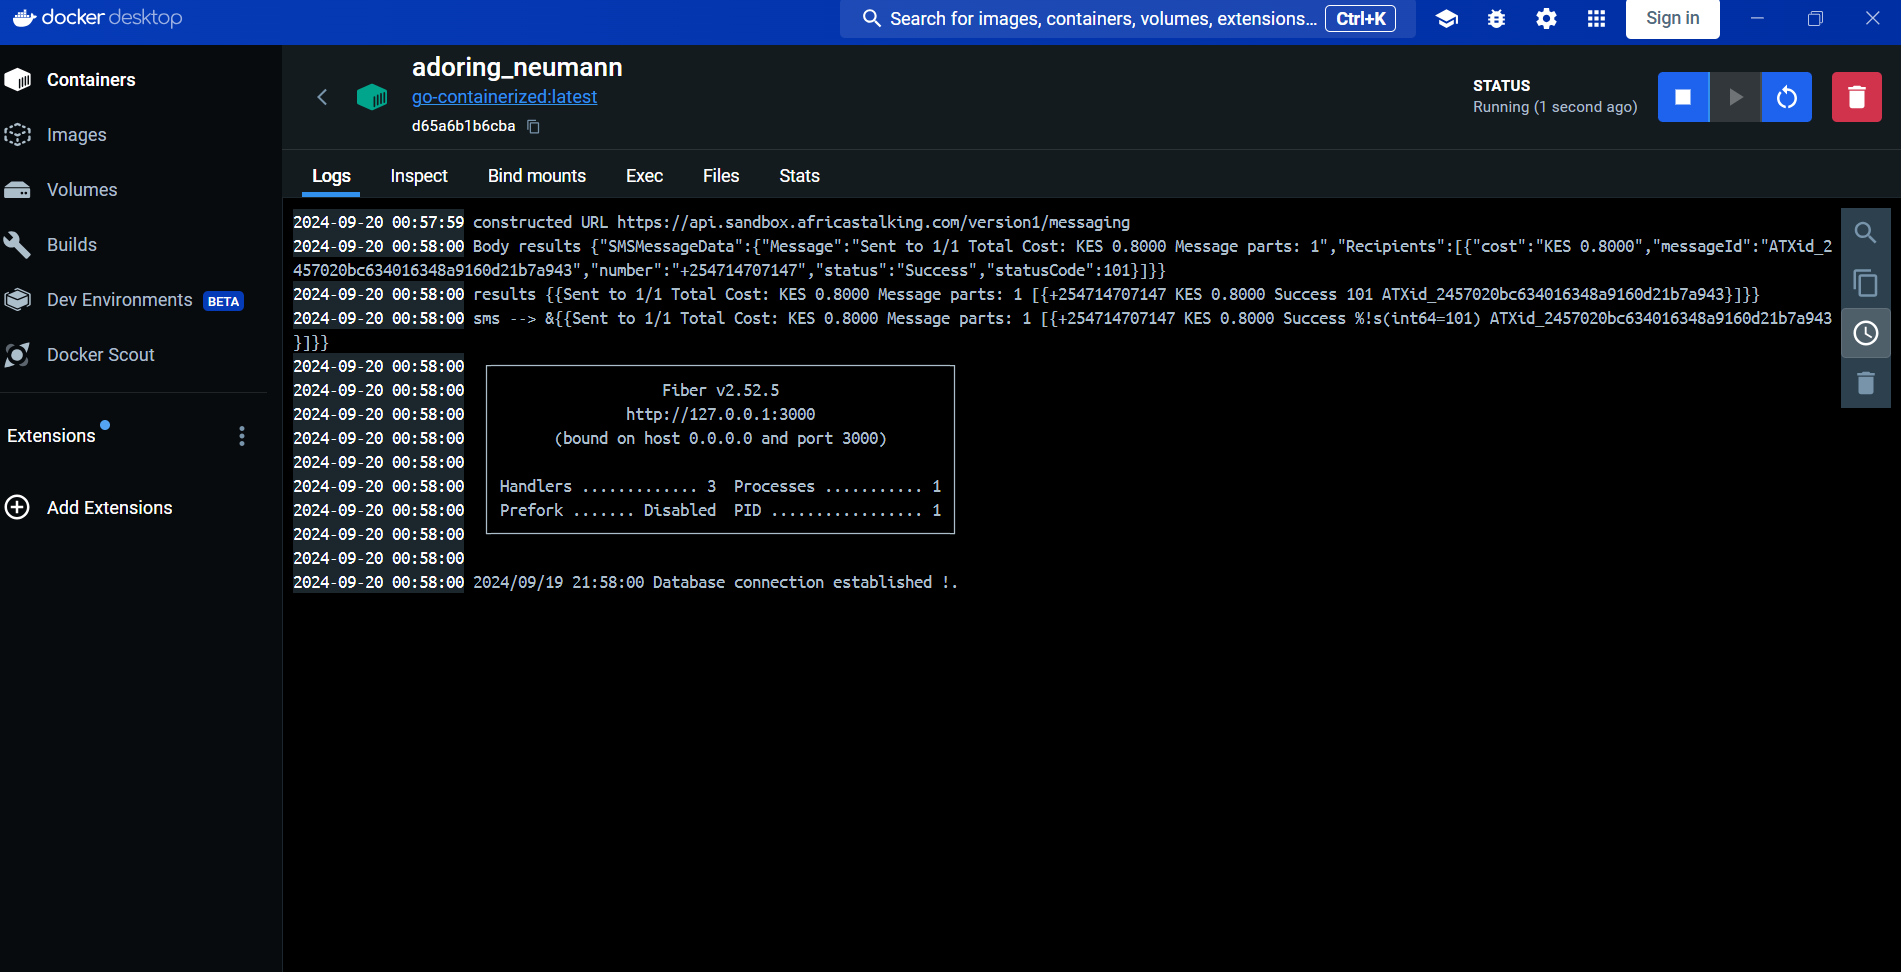 docker desktop
Search for images, containers, volumes, extensions... Ctrl+K
Sign in
Containers
Images
Volumes
Builds
Dev Environments BETA
Docker Scout
Extensions
Add Extensions
adoring_neumann
go-containerized:latest
d65a6b1b6cba
STATUS
Running (1 second ago)
Logs Inspect Bind mounts Exec Files Stats
2024-09-20 00:57:59 constructed URL https://api.sandbox.africastalking.com/version1/messaging
2024-09-20 00:58:00 Body results {"SMSMessageData":{"Message":"Sent to 1/1 Total Cost: KES 0.8000 Message parts: 1","Recipients":[{"cost":"KES 0.8000","messageId":"ATXid_2
457020bc634016348a9160d21b7a943","number":"+254714707147","status":"Success","statusCode":101}]}}
2024-09-20 00:58:00 results {{Sent to 1/1 Total Cost: KES 0.8000 Message parts: 1 [{+254714707147 KES 0.8000 Success 101 ATXid_2457020bc634016348a9160d21b7a943}]}}
2024-09-20 00:58:00 sms --> &{{Sent to 1/1 Total Cost: KES 0.8000 Message parts: 1 [{+254714707147 KES 0.8000 Success %!s(int64=101) ATXid_2457020bc634016348a9160d21b7a943
}]}}
2024-09-20 00:58:00
2024-09-20 00:58:00 Fiber v2.52.5
2024-09-20 00:58:00 http://127.0.0.1:3000
2024-09-20 00:58:00 (bound on host 0.0.0.0 and port 3000)
2024-09-20 00:58:00
2024-09-20 00:58:00 Handlers ............. 3 Processes ........... 1
2024-09-20 00:58:00 Prefork ....... Disabled PID ................. 1
2024-09-20 00:58:00
2024-09-20 00:58:00
2024-09-20 00:58:00 2024/09/19 21:58:00 Database connection established !.